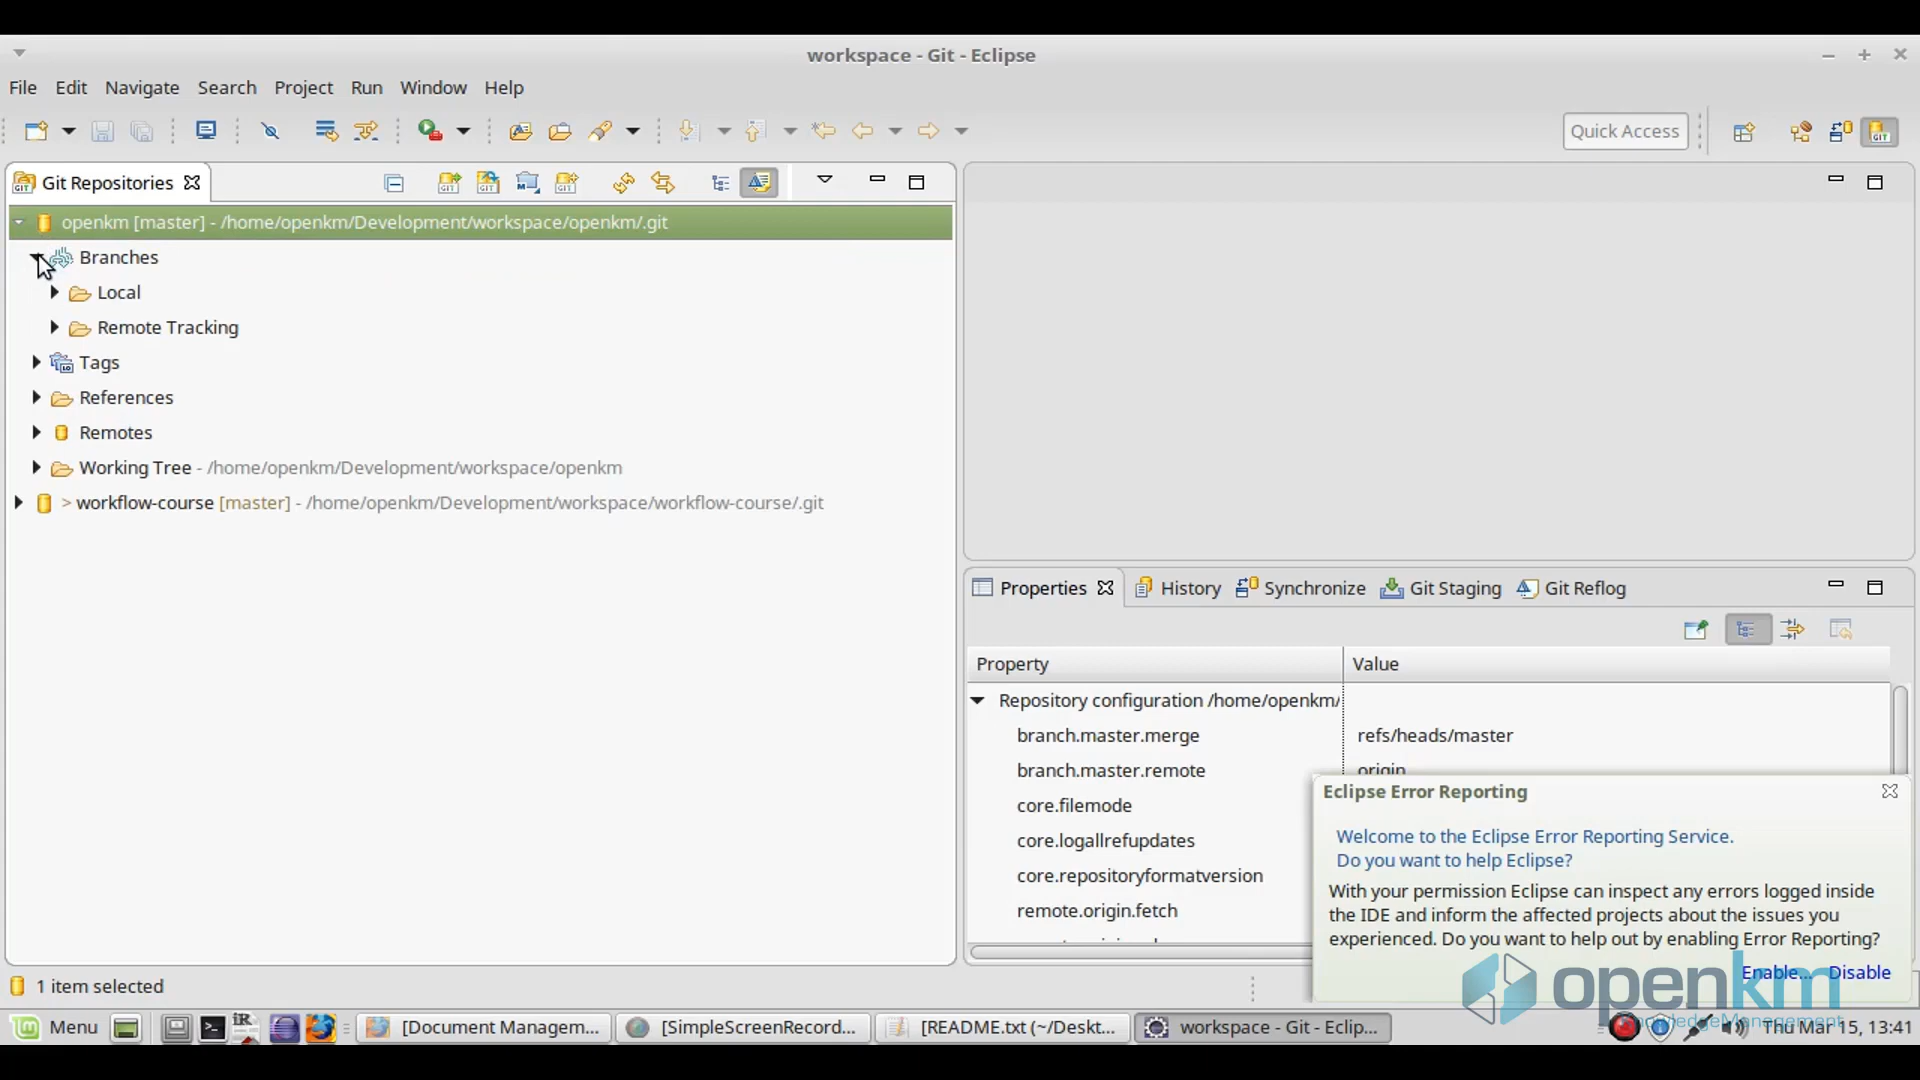 workspace - Git - Eclipse
File Edit Navigate Search Project Run Window Help
Quick Access
GIT
Git Repositories
openkm [master] - /home/openkm/Development/workspace/openkm/.git
Branches
Local
Remote Tracking
Tags
References
Remotes
Working Tree - /home/openkm/Development/workspace/openkm
> workflow-course [master] - /home/openkm/Development/workspace/workflow-course/.git
Properties History Synchronize Git Staging Git Reflog
Property Value
Repository configuration /home/openkm/
branch.master.merge refs/heads/master
branch.master.remote origin
core.filemode
core.logallrefupdates
core.repositoryformatversion
remote.origin.fetch
Eclipse Error Reporting
Welcome to the Eclipse Error Reporting Service.
Do you want to help Eclipse?
With your permission Eclipse can inspect any errors logged inside
the IDE and inform the affected projects about the issues you
experienced. Do you want to help out by enabling Error Reporting?
Enable... Disable
openkm
KnowledgeManagement
1 item selected
Menu [Document Managem... [SimpleScreenRecord... [README.txt (~/Deskt... workspace - Git - Eclip... Thu Mar 15, 13:41